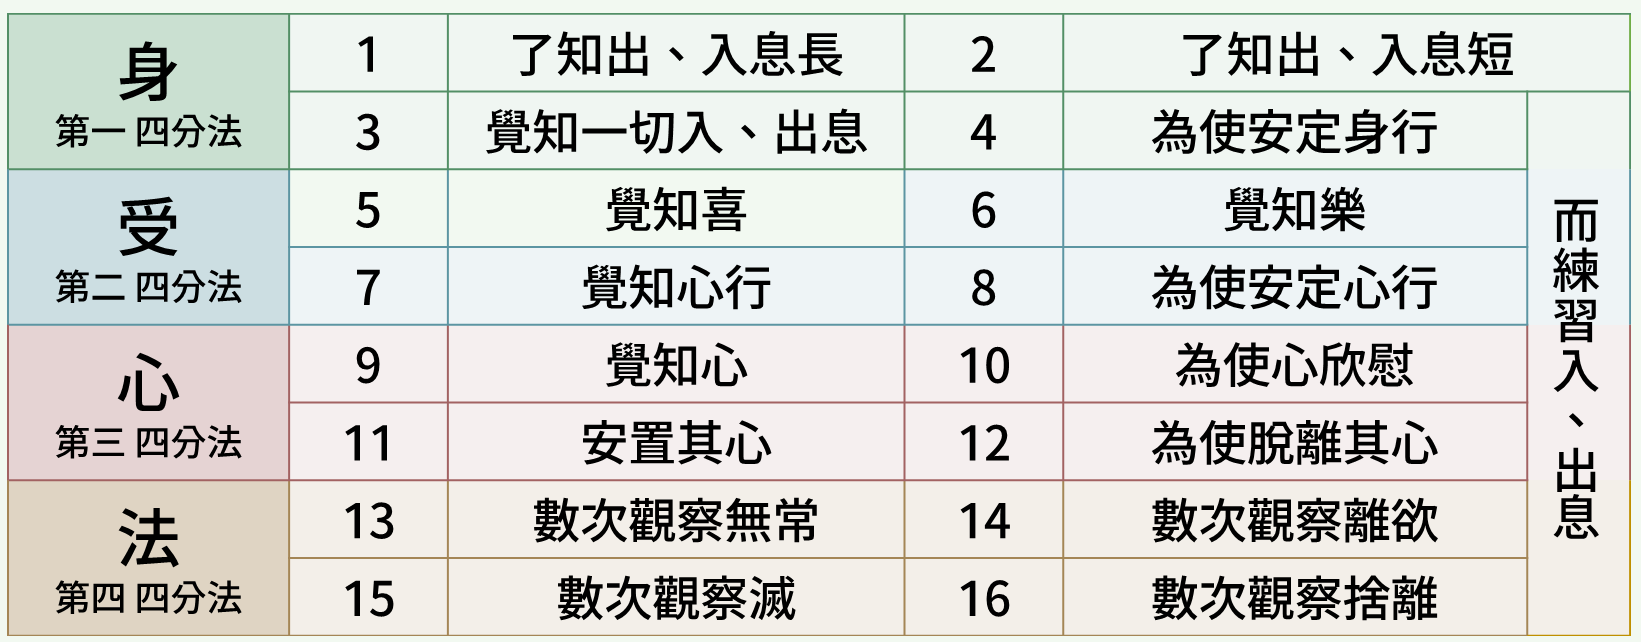 身
第一 四分法
1
了知出、入息長
2
了知出、入息短
3
覺知一切入、出息
4
為使安定身行
受
第二 四分法
5
覺知喜
6
覺知樂
7
覺知心行
8
為使安定心行
心
第三 四分法
9
覺知心
10
為使心欣慰
11
安置其心
12
為使脫離其心
法
第四 四分法
13
數次觀察無常
14
數次觀察離欲
15
數次觀察滅
16
數次觀察捨離
而練習入、出息